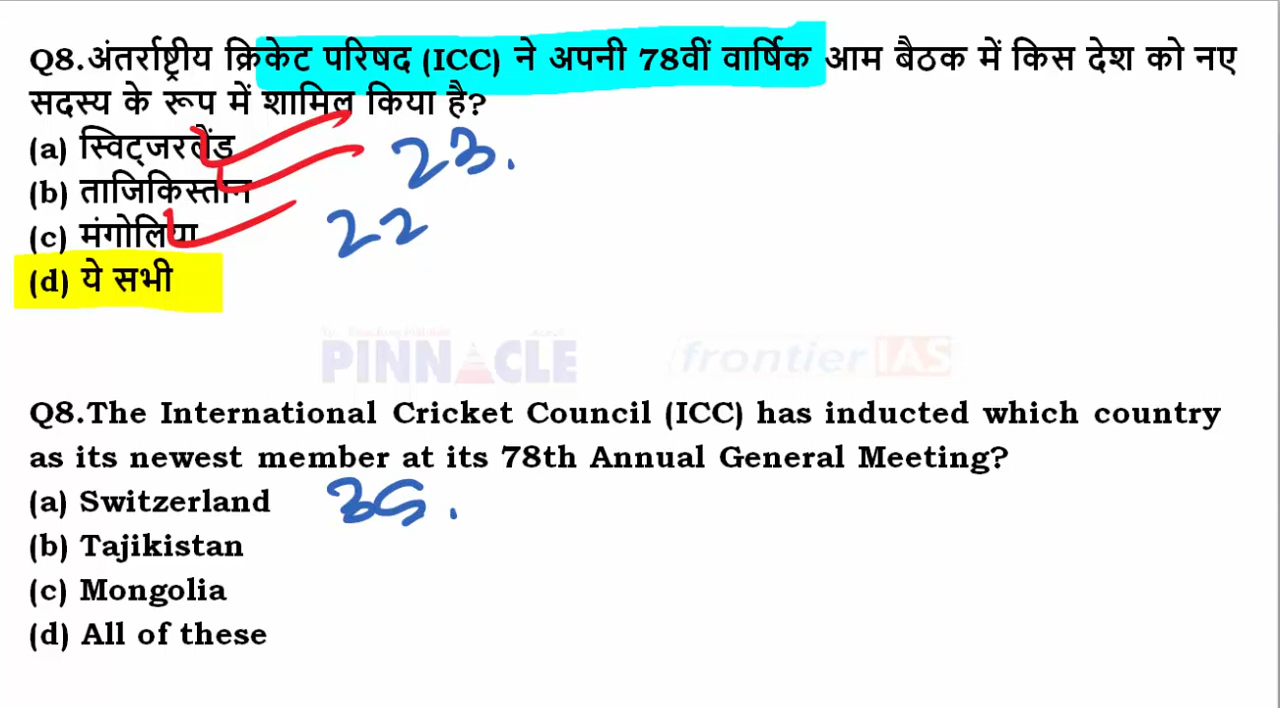 Q8.अंतर्राष्ट्रीय क्रिकेट परिषद (ICC) ने अपनी 78वीं वार्षिक आम बैठक में किस देश को नए
सदस्य के रूप में शामिल किया है?
(a) स्विट्जरलैंड
23.
(b) ताजिकिस्तान
(c) मंगोलिया
22
(d) ये सभी
PINNACLE
frontier IAS
Q8.The International Cricket Council (ICC) has inducted which country
as its newest member at its 78th Annual General Meeting?
(a) Switzerland
(b) Tajikistan
(c) Mongolia
(d) All of these